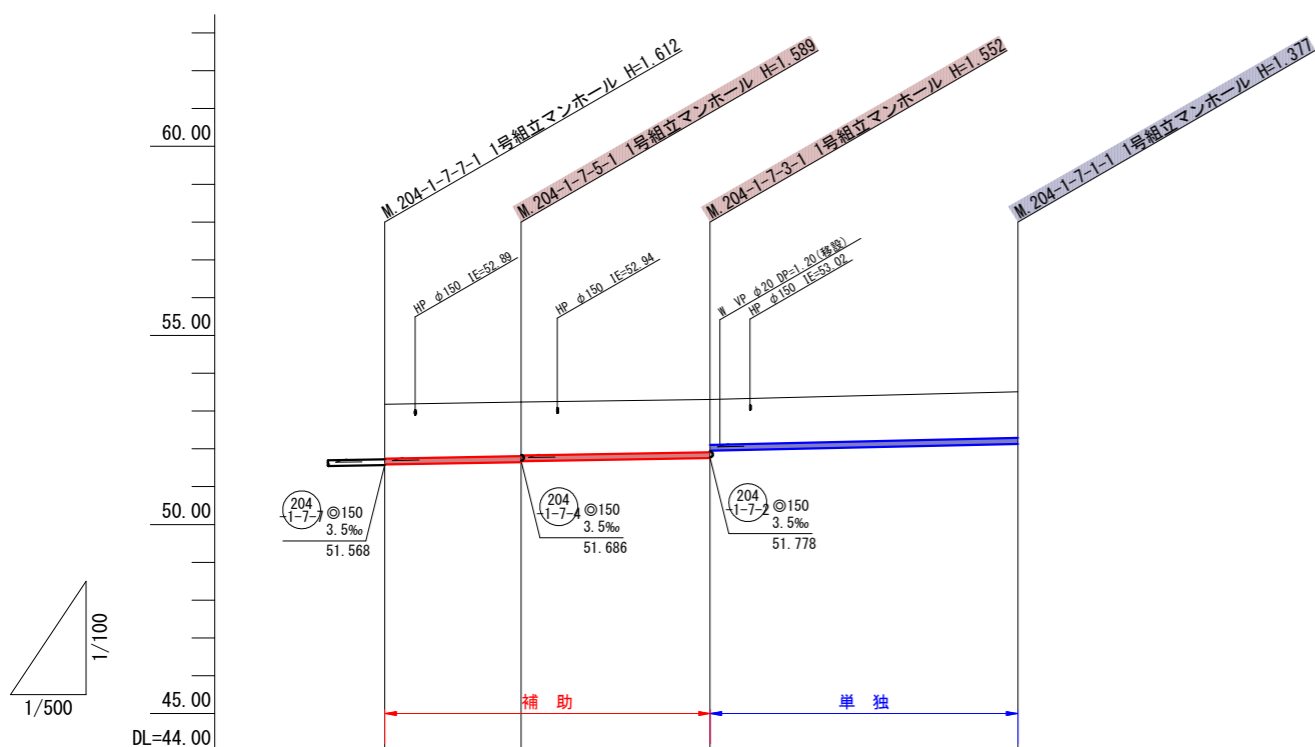 M.204-1-7-7-1 1号組立マンホール H=1.612
M.204-1-7-5-1 1号組立マンホール H=1.589
M.204-1-7-3-1 1号組立マンホール H=1.552
M.204-1-7-1-1 1号組立マンホール H=1.377
60.00
HP φ150 IE=52.89
HP φ150 IE=52.94
W VP φ20 DP=1.20(移設)
HP φ150 IE=53.02
55.00
50.00
204
-1-7-7
◎150
3.5‰
51.568
204
-1-7-4
◎150
3.5‰
51.686
204
-1-7-2
◎150
3.5‰
51.778
1/100
1/500
45.00
補 助
単 独
DL=44.00